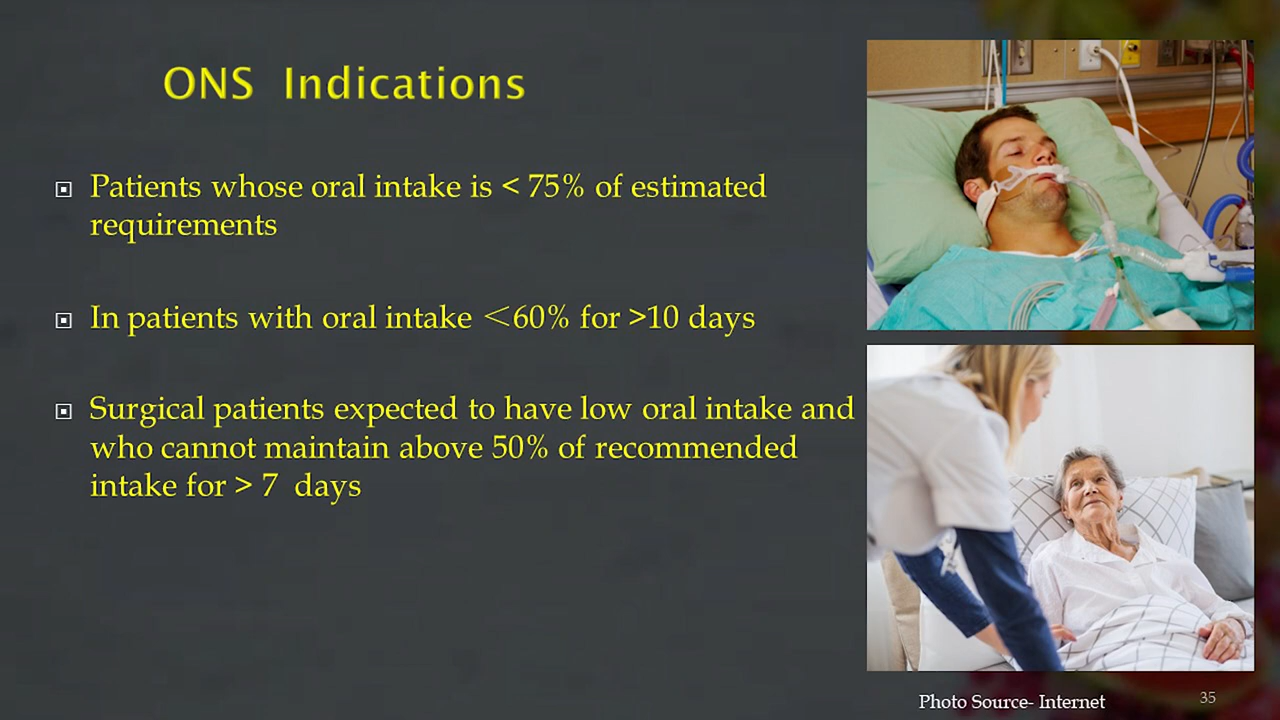 ONS Indications
Patients whose oral intake is < 75% of estimated
requirements
In patients with oral intake <60% for >10 days
Surgical patients expected to have low oral intake and
who cannot maintain above 50% of recommended
intake for > 7 days
Photo Source- Internet
35